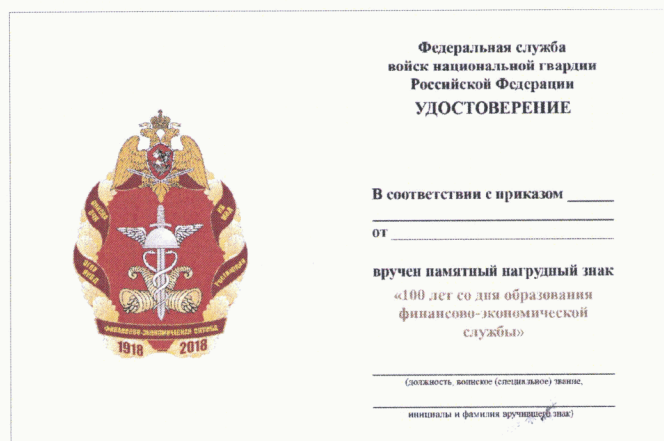 Федеральная служба
войск национальной гвардии
Российской Федерации
УДОСТОВЕРЕНИЕ
В соответствии с приказом
от
вручен памятный нагрудный знак
«100 лет со дня образования
финансово-экономической
службы»
(должность, воинское (специальное) звание,
инициалы и фамилия вручившего знак)
ФИНАНСОВО-ЭКОНОМИЧЕСКАЯ СЛУЖБА
1918 — 2018